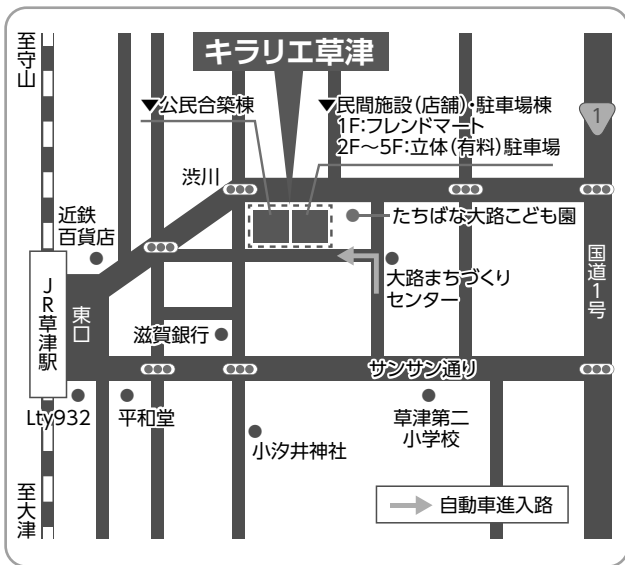 至守山
キラリエ草津
▼公民合築棟
▼民間施設(店舗)・駐車場棟
1F:フレンドマート
2F～5F:立体(有料)駐車場
1
渋川
近鉄
百貨店
たちばな大路こども園
大路まちづくり
センター
国道1号
JR草津駅
東口
滋賀銀行
サンサン通り
Lty932
平和堂
小汐井神社
草津第二
小学校
至大津
自動車進入路